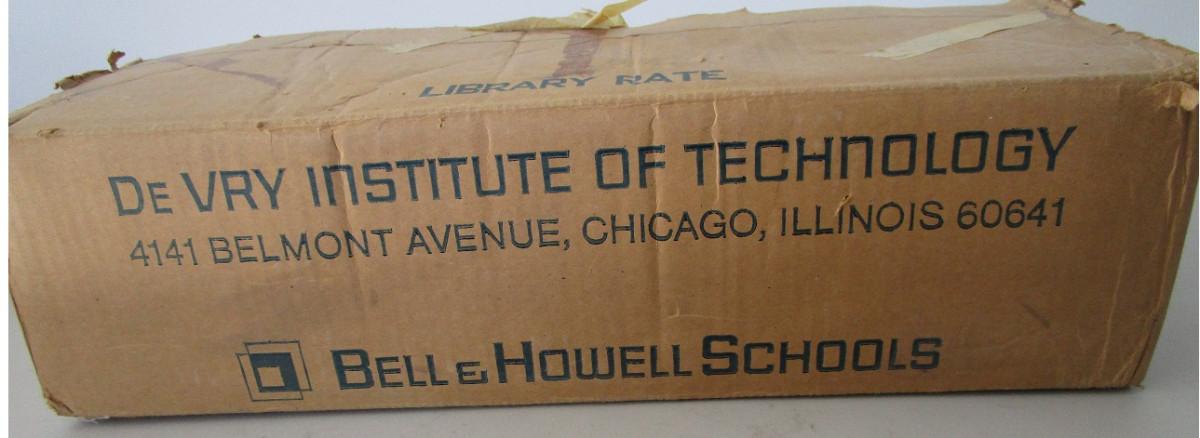 LIBRARY RATE
DE VRY INSTITUTE OF TECHNOLOGY
4141 BELMONT AVENUE, CHICAGO, ILLINOIS 60641
BELL & HOWELL SCHOOLS